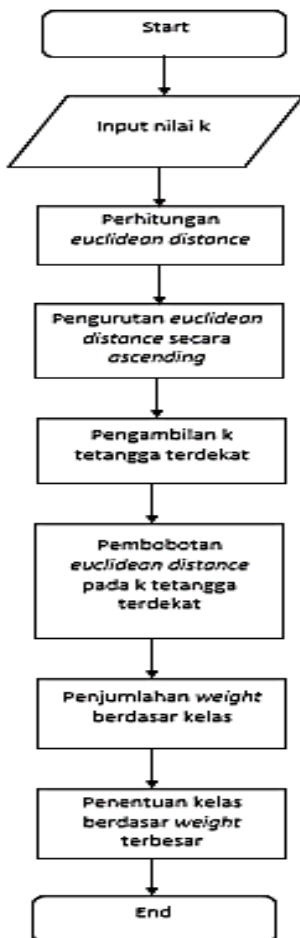 Start
Input nilai k
Perhitungan
euclidean distance
Pengurutan euclidean
distance secara
ascending
Pengambilan k
tetangga terdekat
Pembobotan
euclidean distance
pada k tetangga
terdekat
Penjumlahan weight
berdasar kelas
Penentuan kelas
berdasar weight
terbesar
End